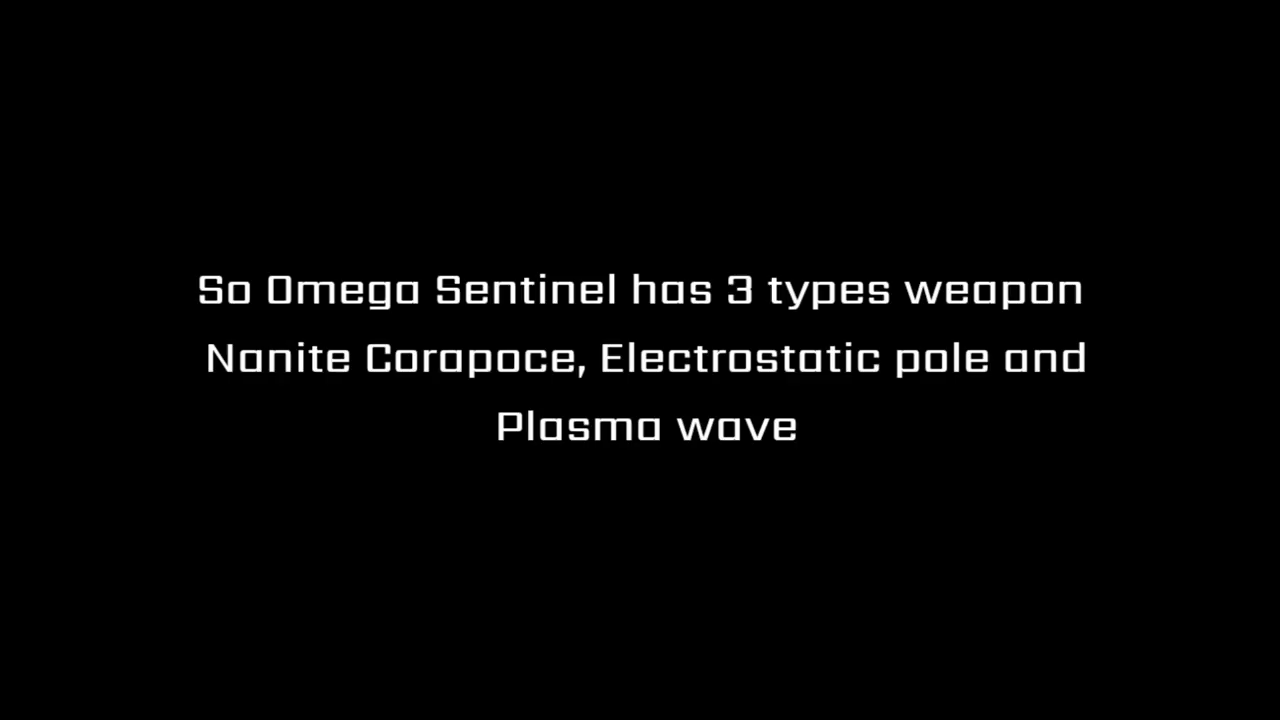 So Omega Sentinel has 3 types weapon
Nanite Corapoce, Electrostatic pole and
Plasma wave